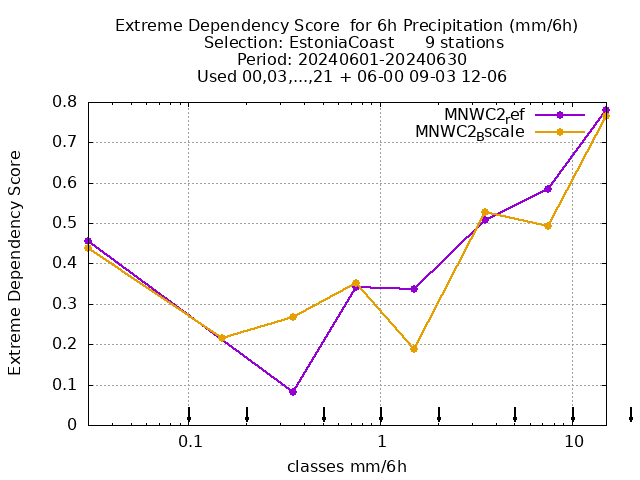 Extreme Dependency Score  for 6h Precipitation (mm/6h)
Selection: EstoniaCoast      9 stations
Period: 20240601-20240630
Used 00,03,...,21 + 06-00 09-03 12-06
MNWC2_ref
MNWC2_Bscale
Extreme Dependency Score
0.8
0.7
0.6
0.5
0.4
0.3
0.2
0.1
0
0.1
1
10
classes mm/6h